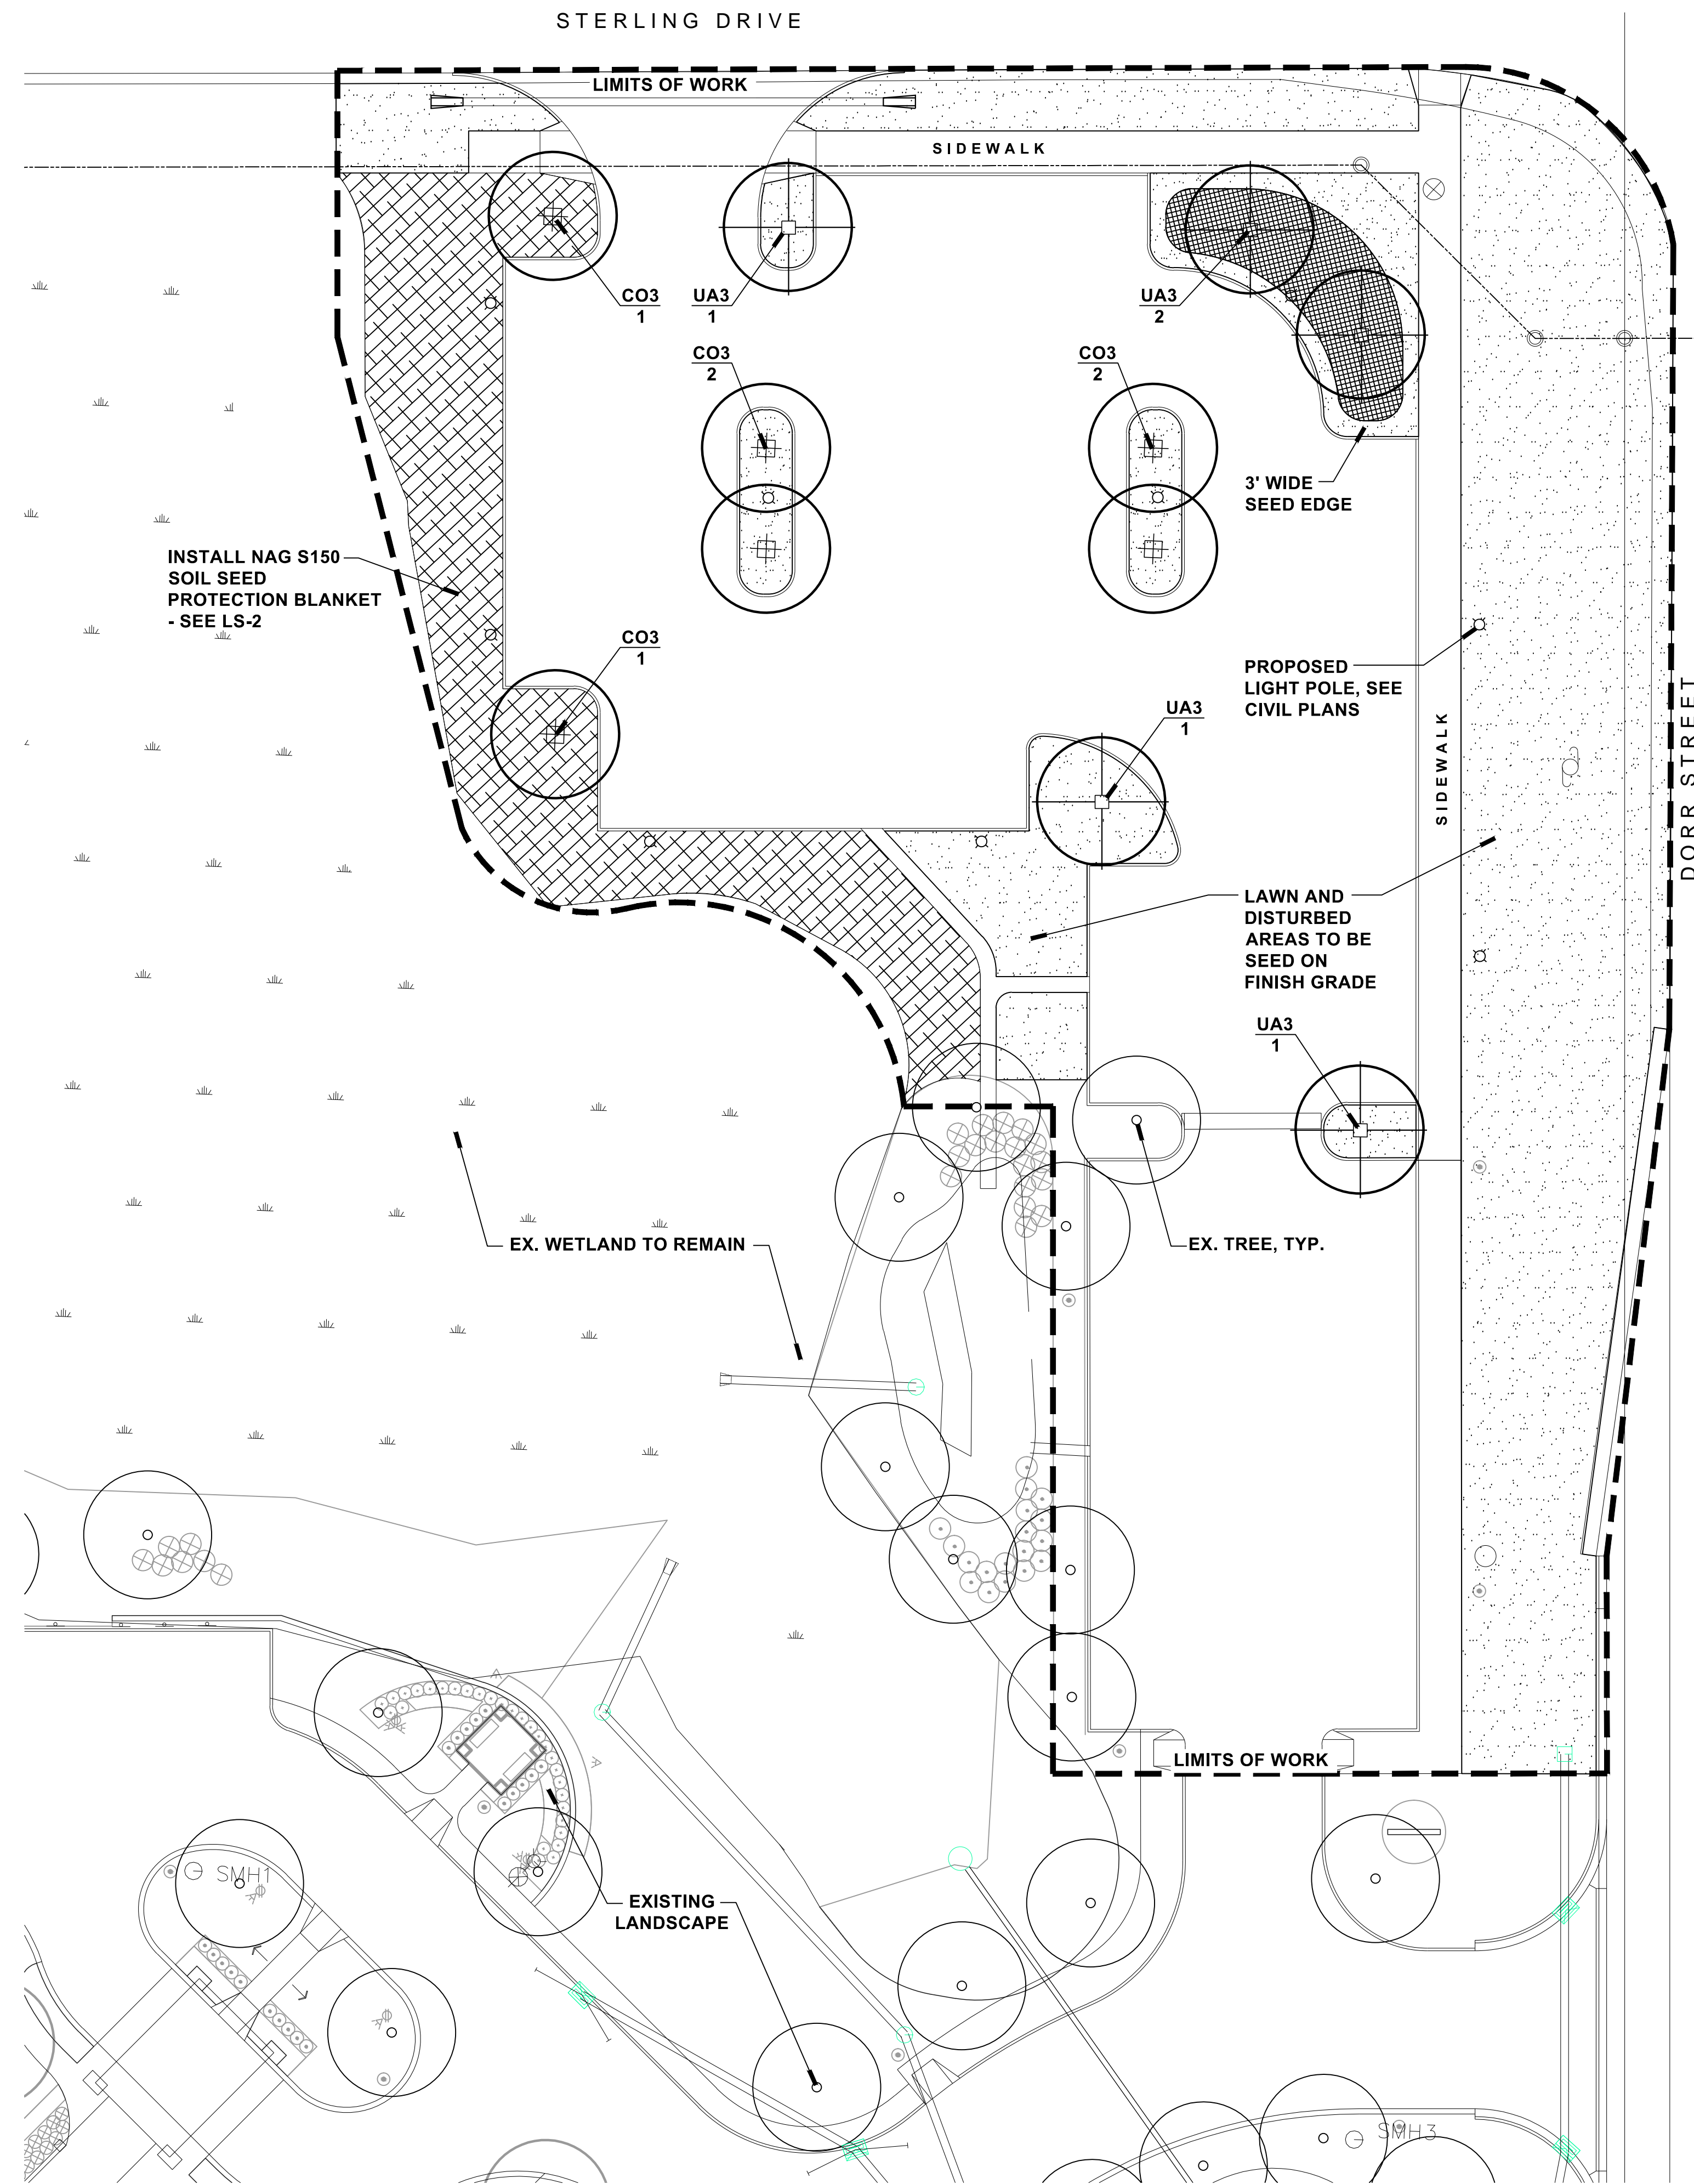 STERLING DRIVE
LIMITS OF WORK
SIDEWALK
CO3
1
UA3
1
UA3
2
CO3
2
CO3
2
3' WIDE
SEED EDGE
INSTALL NAG S150
SOIL SEED
PROTECTION BLANKET
- SEE LS-2
CO3
1
PROPOSED
LIGHT POLE, SEE
CIVIL PLANS
DORR STREET
SIDEWALK
UA3
1
LAWN AND
DISTURBED
AREAS TO BE
SEED ON
FINISH GRADE
UA3
1
EX. WETLAND TO REMAIN
EX. TREE, TYP.
LIMITS OF WORK
SMH1
EXISTING
LANDSCAPE
SMH3